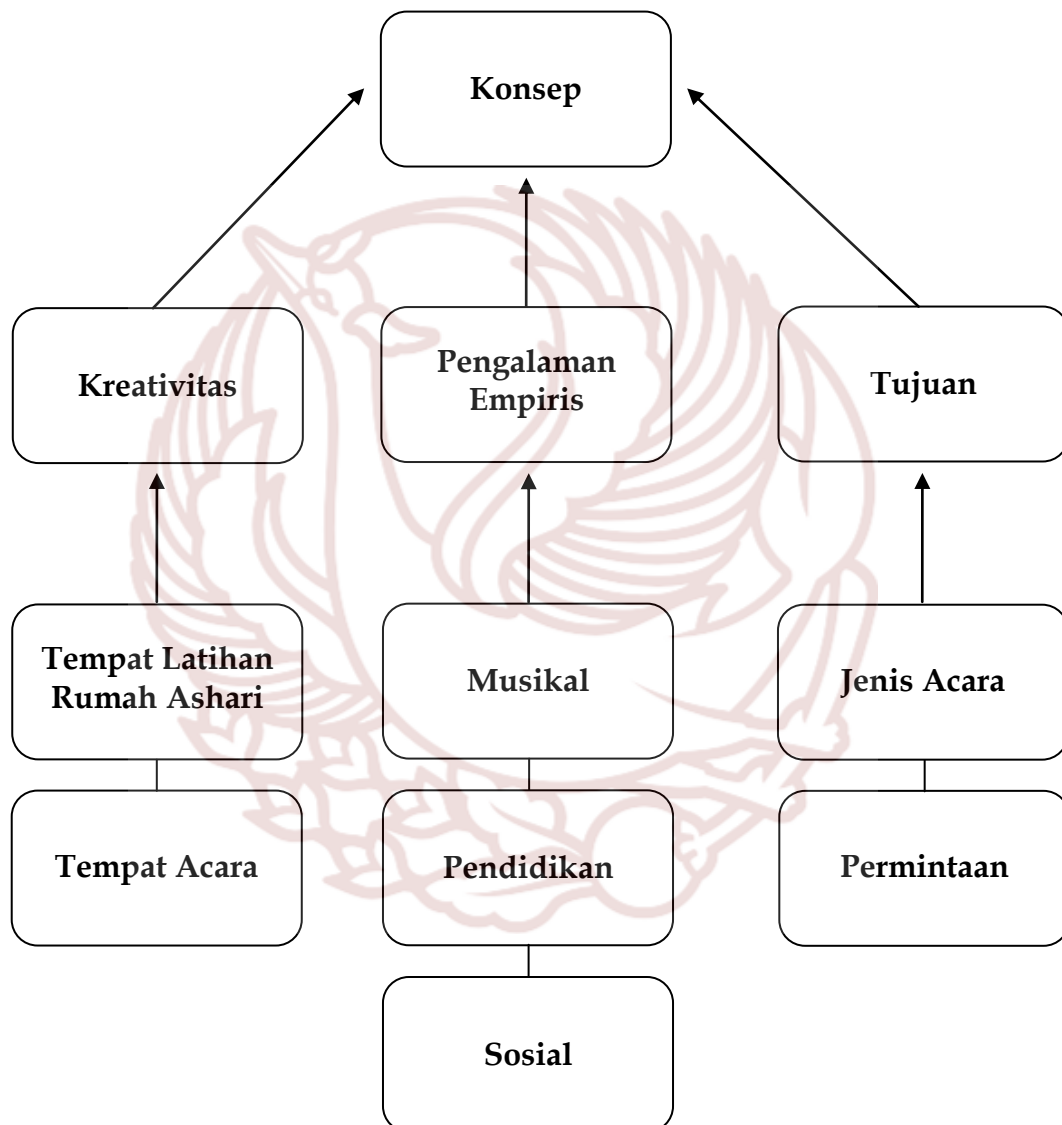 Konsep
Kreativitas
Pengalaman
Empiris
Tujuan
Tempat Latihan
Rumah Ashari
Musikal
Jenis Acara
Tempat Acara
Pendidikan
Permintaan
Sosial